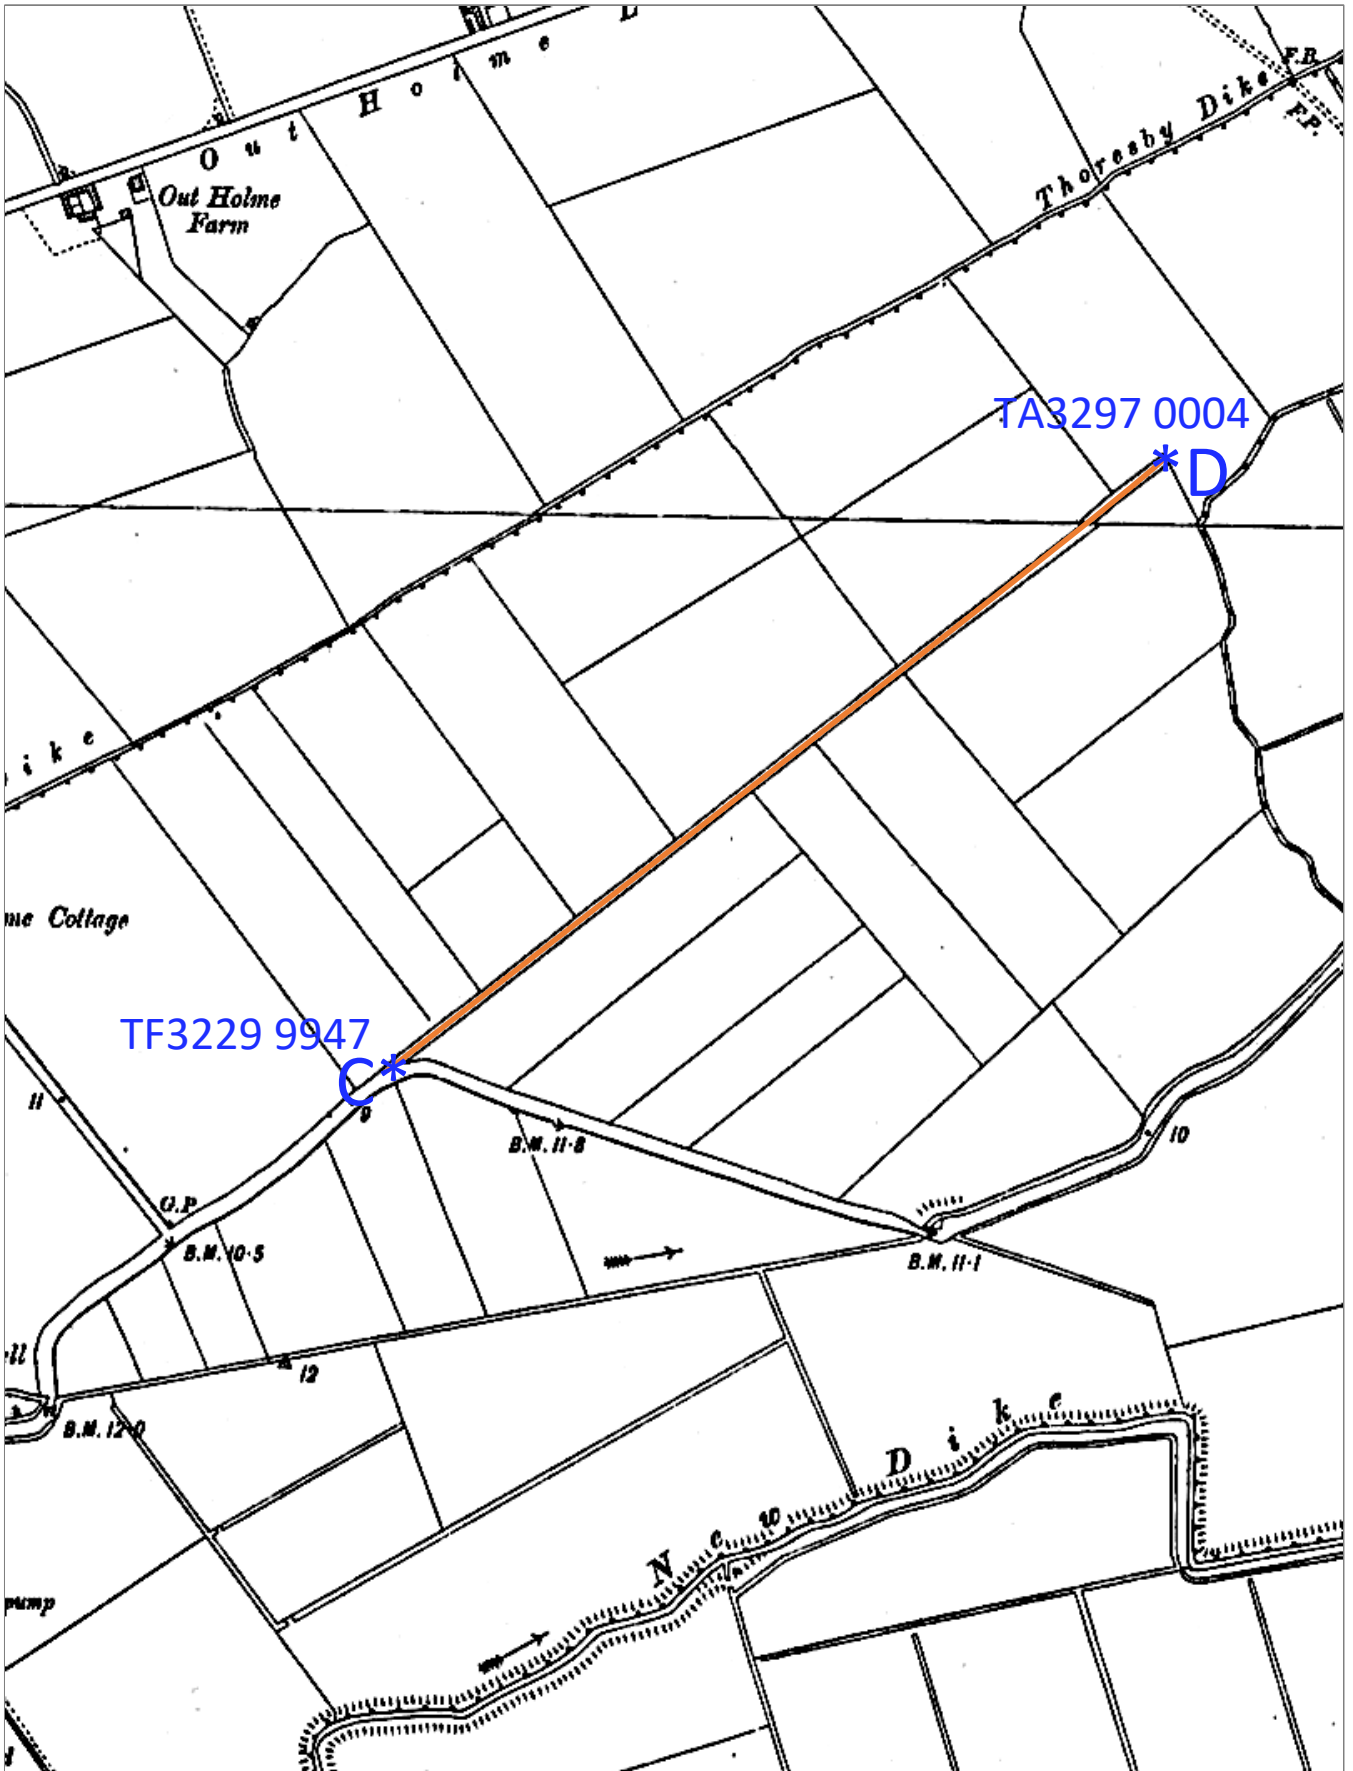 L
Out Holme
F.B.
F.P.
Thoresby Dike
Out Holme
Farm
TA3297 0004
* D
ike
me Cottage
TF3229 9947
C *
9
11
B.M. 11·8
10
G.P.
B.M. 10·5
B.M. 11·1
ell
12
B.M. 12·0
New Dike
pump